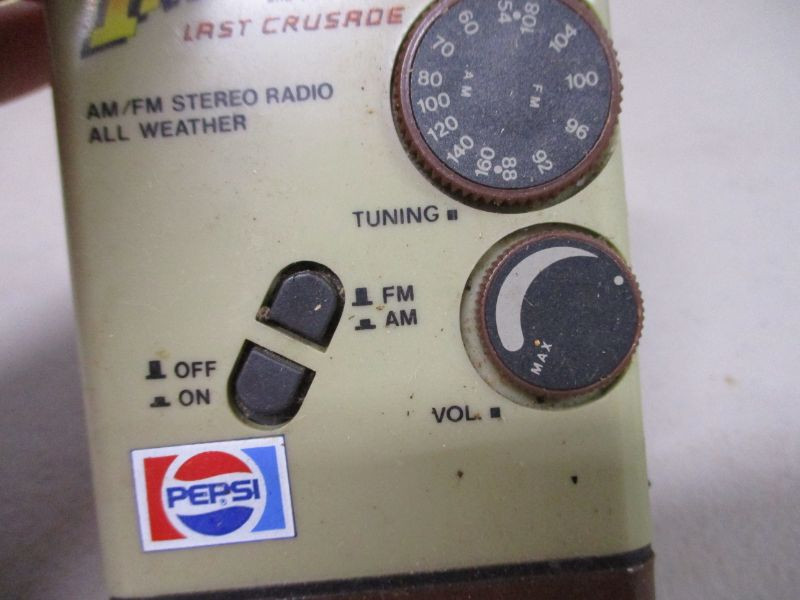 LAST CRUSADE
AM/FM STEREO RADIO
ALL WEATHER
54
60
70
80
100
120
140
160
AM
FM
108
104
100
96
92
88
TUNING
FM
AM
OFF
ON
MAX
VOL.
PEPSI